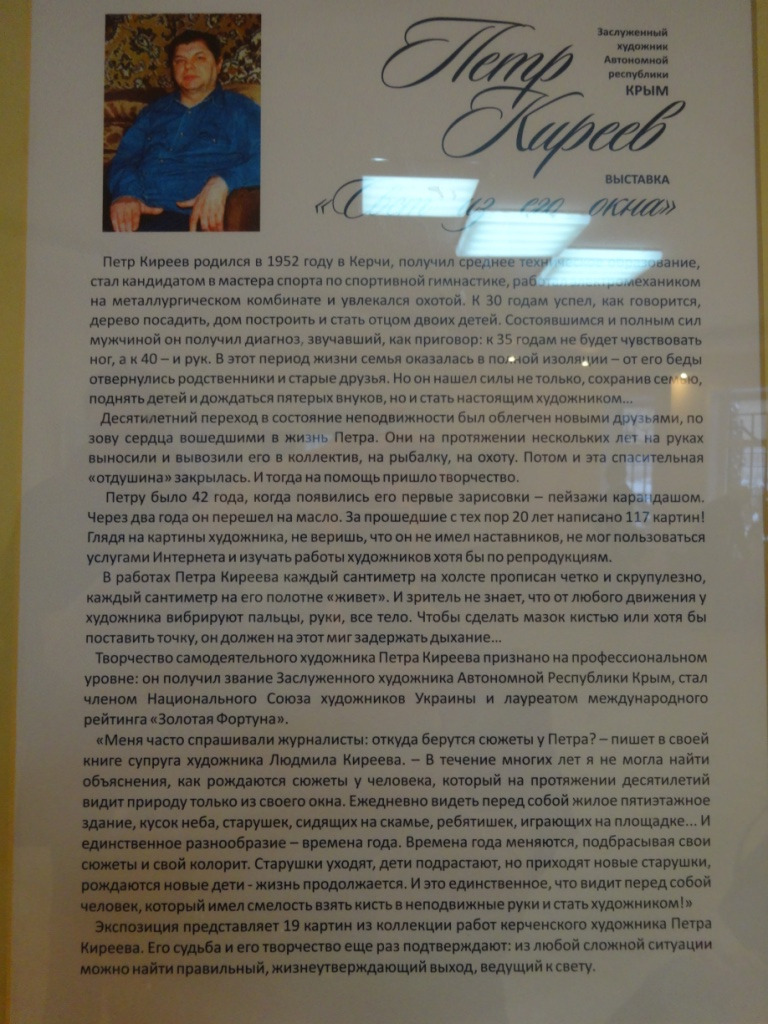 Заслуженный
художник
Автономной
республики
КРЫМ
Петр
Киреев
ВЫСТАВКА
« из его окна»
Петр Киреев родился в 1952 году в Керчи, получил среднее образование,
стал кандидатом в мастера спорта по спортивной гимнастике, работал электромехаником
на металлургическом комбинате и увлекался охотой. К 30 годам успел, как говорится,
дерево посадить, дом построить и стать отцом двоих детей. Состоявшимся и полным сил
мужчиной он получил диагноз, звучавший, как приговор: к 35 годам не будет чувствовать
ног, а к 40 – и рук. В этот период жизни семья оказалась в полной изоляции – от его беды
отвернулись родственники и старые друзья. Но он нашел силы не только, сохранив семью,
поднять детей и дождаться пятерых внуков, но и стать настоящим художником...
Десятилетний переход в состояние неподвижности был облегчен новыми друзьями, по
зову сердца вошедшими в жизнь Петра. Они на протяжении нескольких лет на руках
выносили и вывозили его в коллектив, на рыбалку, на охоту. Потом и эта спасительная
«отдушина» закрылась. И тогда на помощь пришло творчество.
Петру было 42 года, когда появились его первые зарисовки – пейзажи карандашом.
Через два года он перешел на масло. За прошедшие с тех пор 20 лет написано 117 картин!
Глядя на картины художника, не веришь, что он не имел наставников, не мог пользоваться
услугами Интернета и изучать работы художников хотя бы по репродукциям.
В работах Петра Киреева каждый сантиметр на холсте прописан четко и скрупулезно,
каждый сантиметр на его полотне «живет». И зритель не знает, что от любого движения у
художника вибрируют пальцы, руки, все тело. Чтобы сделать мазок кистью или хотя бы
поставить точку, он должен на этот миг задержать дыхание...
Творчество самодеятельного художника Петра Киреева признано на профессиональном
уровне: он получил звание Заслуженного художника Автономной Республики Крым, стал
членом Национального Союза художников Украины и лауреатом международного
рейтинга «Золотая Фортуна».
«Меня часто спрашивали журналисты: откуда берутся сюжеты у Петра? – пишет в своей
книге супруга художника Людмила Киреева. – В течение многих лет я не могла найти
объяснения, как рождаются сюжеты у человека, который на протяжении десятилетий
видит природу только из своего окна. Ежедневно видеть перед собой жилое пятиэтажное
здание, кусок неба, старушек, сидящих на скамье, ребятишек, играющих на площадке... И
единственное разнообразие – времена года. Времена года меняются, подбрасывая свои
сюжеты и свой колорит. Старушки уходят, дети подрастают, но приходят новые старушки,
рождаются новые дети - жизнь продолжается. И это единственное, что видит перед собой
человек, который имел смелость взять кисть в неподвижные руки и стать художником!»
Экспозиция представляет 19 картин из коллекции работ керченского художника Петра
Киреева. Его судьба и его творчество еще раз подтверждают: из любой сложной ситуации
можно найти правильный, жизнеутверждающий выход, ведущий к свету.